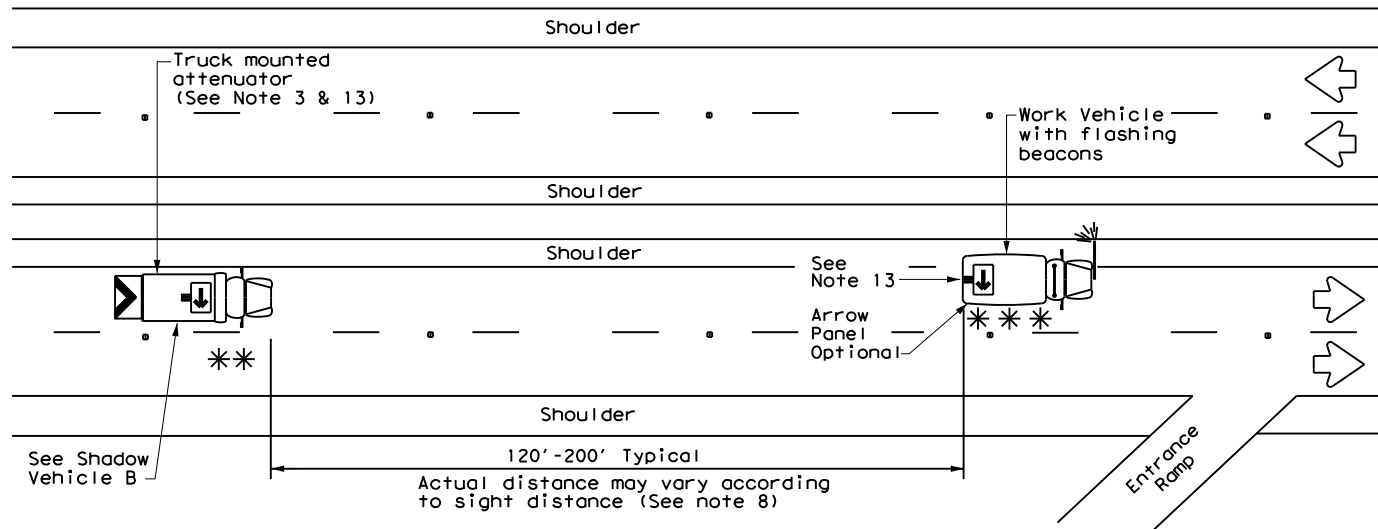 Shoulder
Truck mounted
attenuator
(See Note 3 & 13)
Work Vehicle
with flashing
beacons
Shoulder
Shoulder
See
Note 13
Arrow
Panel
Optional
Shoulder
See Shadow
Vehicle B
120'-200' Typical
Actual distance may vary according
to sight distance (See note 8)
Entrance
Ramp